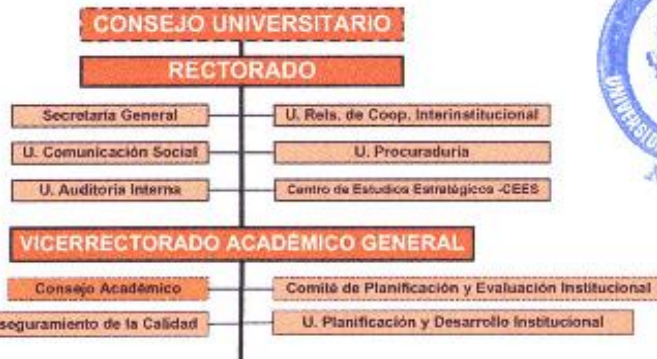 CONSEJO UNIVERSITARIO
RECTORADO
Secretaría General
U. Rels. de Coop. Interinstitucional
U. Comunicación Social
U. Procuraduria
U. Auditoria Interna
Centro de Estudios Estratégicos -CEES
VICERRECTORADO ACADÉMICO GENERAL
Consejo Académico
Comité de Planificación y Evaluación Institucional
seguramiento de la Calidad
U. Planificación y Desarrollo Institucional